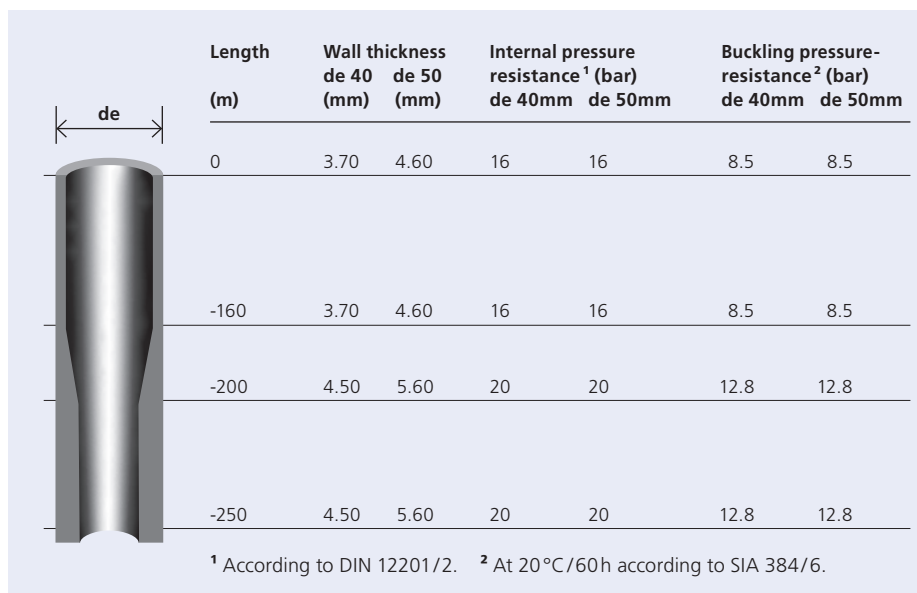 Length Wall thickness Internal pressure Buckling pressure-
de 40 de 50 resistance¹ (bar) resistance² (bar)
(m) (mm) (mm) de 40mm de 50mm de 40mm de 50mm
de
0 3.70 4.60 16 16 8.5 8.5
-160 3.70 4.60 16 16 8.5 8.5
-200 4.50 5.60 20 20 12.8 12.8
-250 4.50 5.60 20 20 12.8 12.8
¹ According to DIN 12201/2. ² At 20°C/60h according to SIA 384/6.